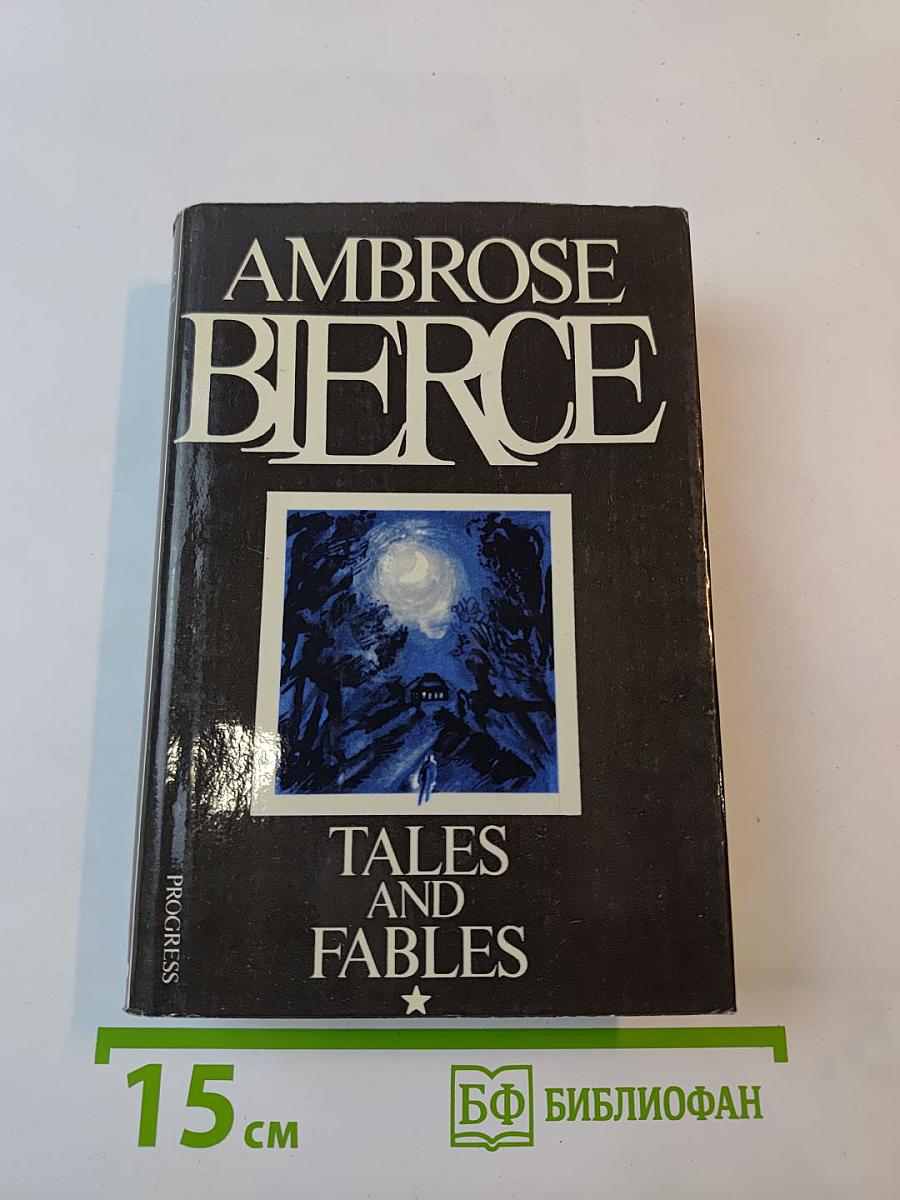 AMBROSE
BIERCE
TALES
AND
FABLES
PROGRESS
15 см
БФ БИБЛИОФАН